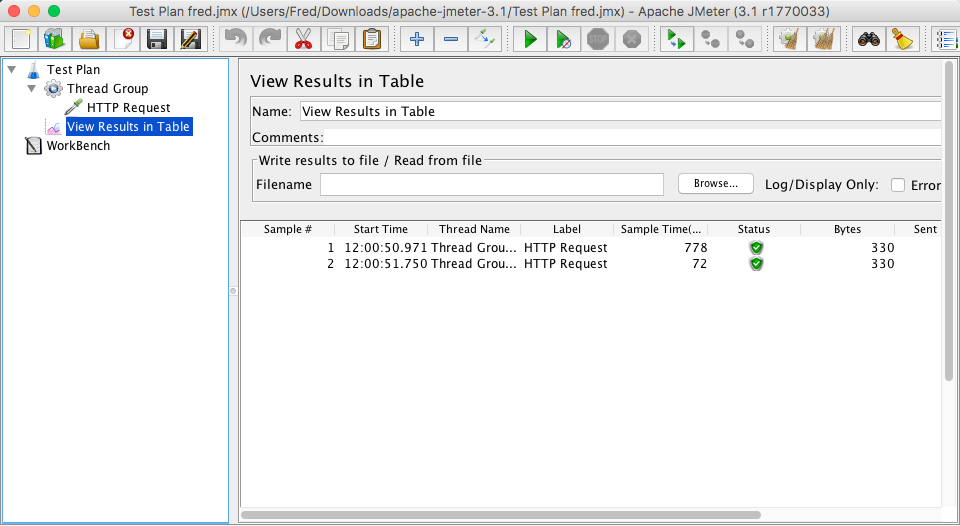 Test Plan fred.jmx (/Users/Fred/Downloads/apache-jmeter-3.1/Test Plan fred.jmx) - Apache JMeter (3.1 r1770033)
Test Plan
Thread Group
HTTP Request
View Results in Table
WorkBench
View Results in Table
Name: View Results in Table
Comments:
Write results to file / Read from file
Filename Browse... Log/Display Only: Error
Sample # Start Time Thread Name Label Sample Time(... Status Bytes Sent
1 12:00:50.971 Thread Grou... HTTP Request 778 330
2 12:00:51.750 Thread Grou... HTTP Request 72 330